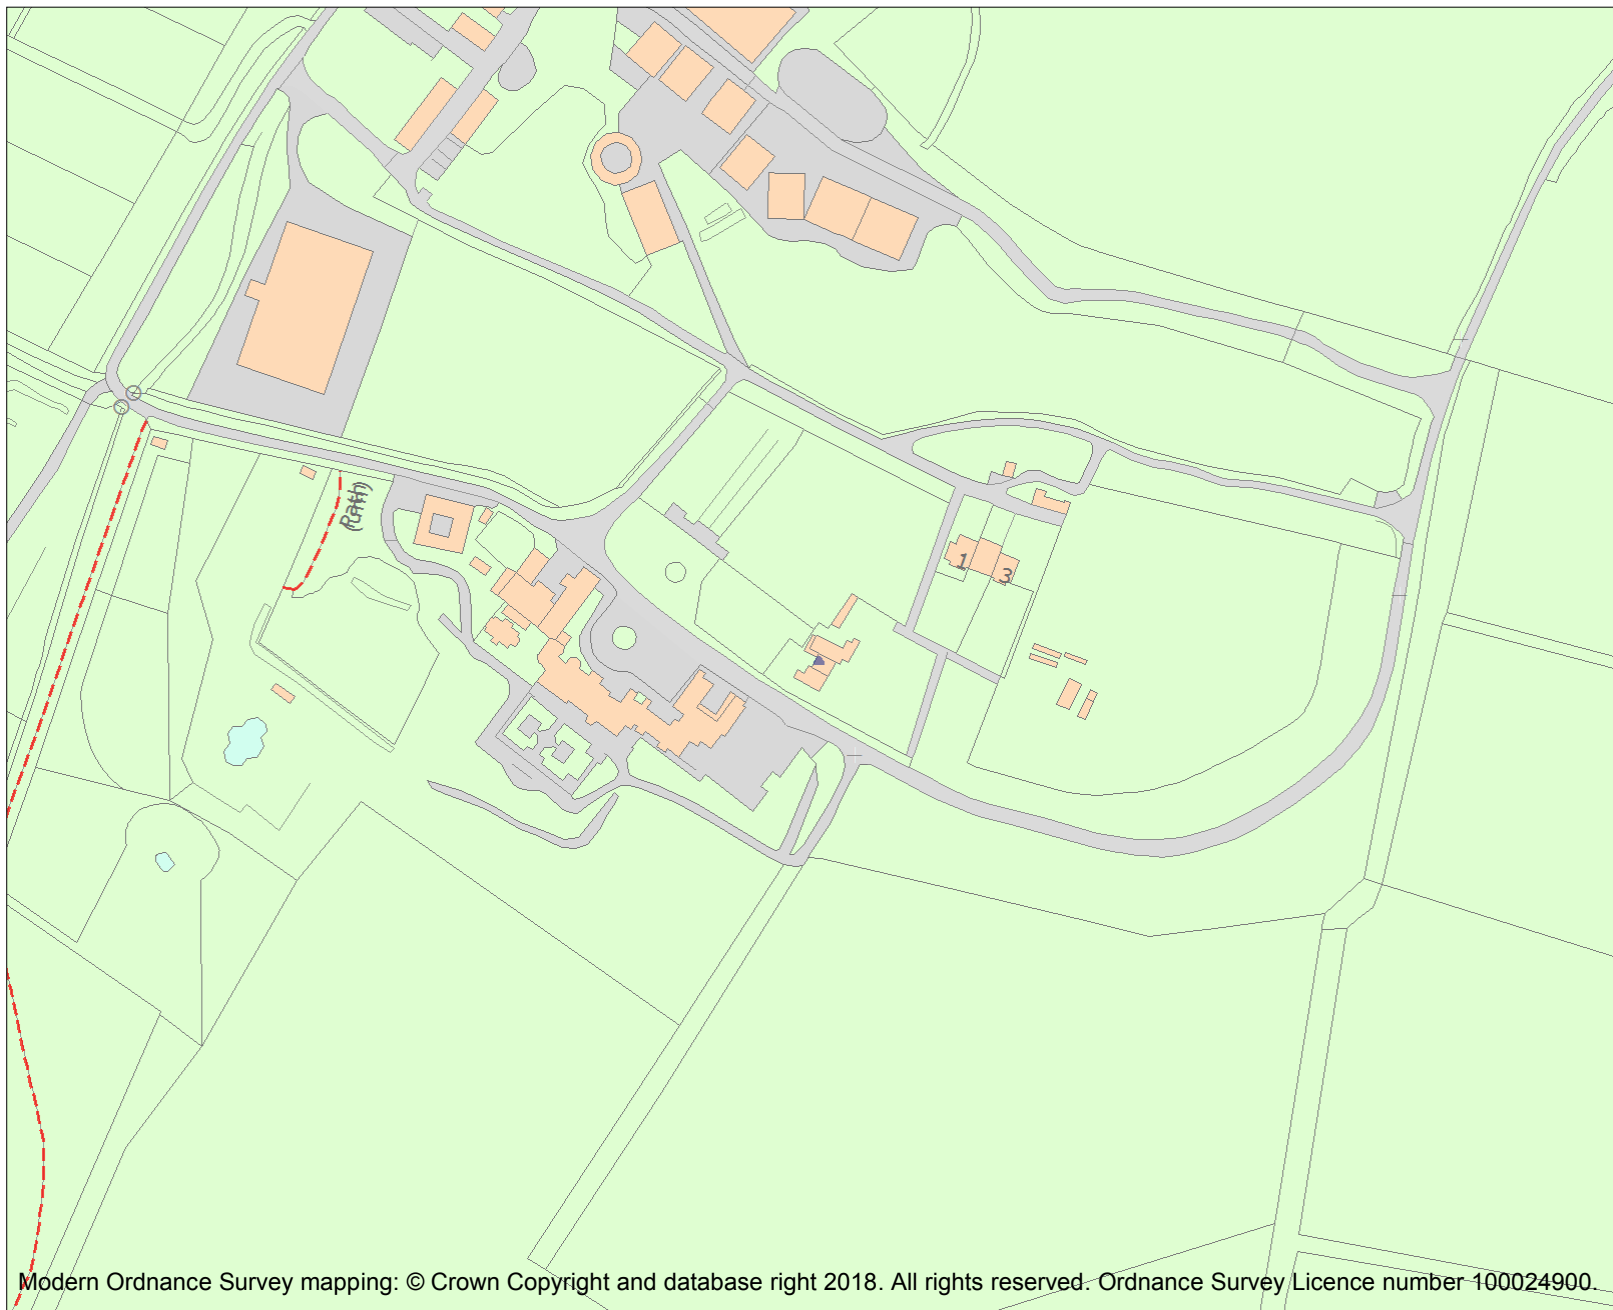 Path
(um)
1
3
Modern Ordnance Survey mapping: © Crown Copyright and database right 2018. All rights reserved. Ordnance Survey Licence number 100024900.